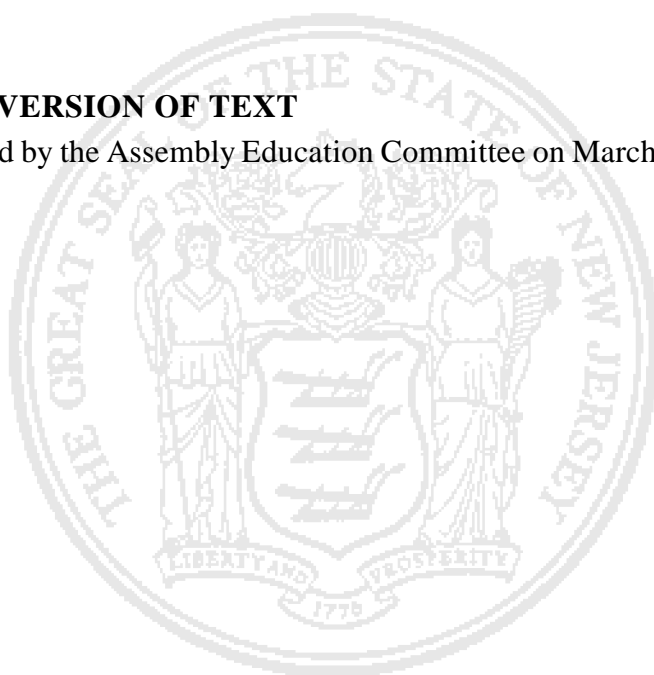 VERSION OF TEXT
d by the Assembly Education Committee on March
THE GREAT SEAL OF THE STATE OF NEW JERSEY
LIBERTY AND PROSPERITY
1776